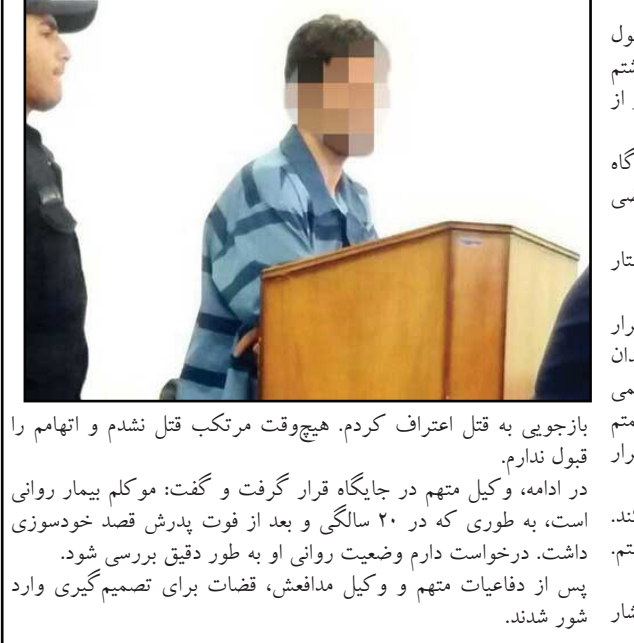 بازجویی به قتل اعتراف کردم. هیچ‌وقت مرتکب قتل نشدم و اتهامم را
قبول ندارم.
در ادامه، وکیل متهم در جایگاه قرار گرفت و گفت: موکلم بیمار روانی
است، به طوری که در ۲۰ سالگی و بعد از فوت پدرش قصد خودسوزی
داشت. درخواست دارم وضعیت روانی او به طور دقیق بررسی شود.
پس از دفاعیات متهم و وکیل مدافعش، قضات برای تصمیم‌گیری وارد
شور شدند.